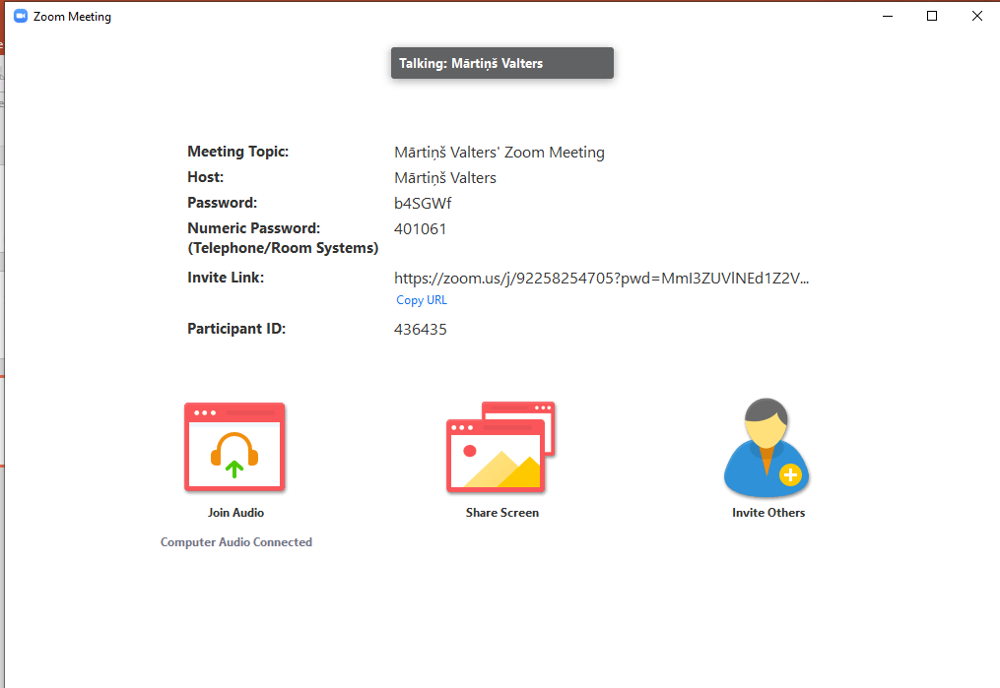 Zoom Meeting
Talking: Mārtiņš Valters
Meeting Topic: Mārtiņš Valters' Zoom Meeting
Host: Mārtiņš Valters
Password: b4SGWf
Numeric Password: 401061
(Telephone/Room Systems)
Invite Link: https://zoom.us/j/92258254705?pwd=MmI3ZUVlNEd1Z2V...
Copy URL
Participant ID: 436435
Join Audio Share Screen Invite Others
Computer Audio Connected